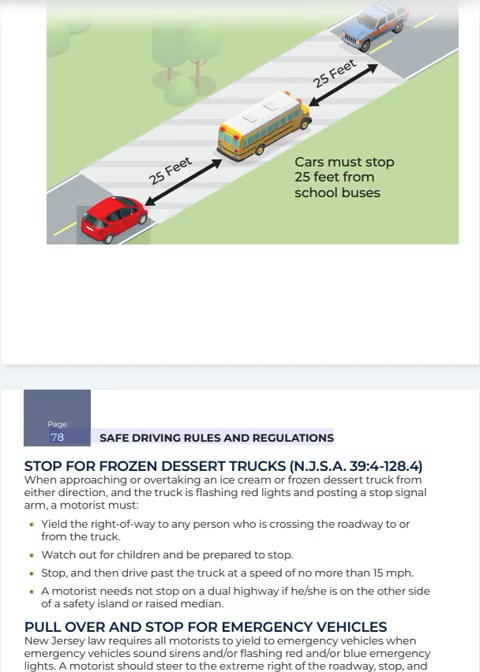 25 Feet
25 Feet
Cars must stop
25 feet from
school buses
Page
78
SAFE DRIVING RULES AND REGULATIONS
STOP FOR FROZEN DESSERT TRUCKS (N.J.S.A. 39:4-128.4)
When approaching or overtaking an ice cream or frozen dessert truck from
either direction, and the truck is flashing red lights and posting a stop signal
arm, a motorist must:
• Yield the right-of-way to any person who is crossing the roadway to or
from the truck.
• Watch out for children and be prepared to stop.
• Stop, and then drive past the truck at a speed of no more than 15 mph.
• A motorist needs not stop on a dual highway if he/she is on the other side
of a safety island or raised median.
PULL OVER AND STOP FOR EMERGENCY VEHICLES
New Jersey law requires all motorists to yield to emergency vehicles when
emergency vehicles sound sirens and/or flashing red and/or blue emergency
lights. A motorist should steer to the extreme right of the roadway, stop, and